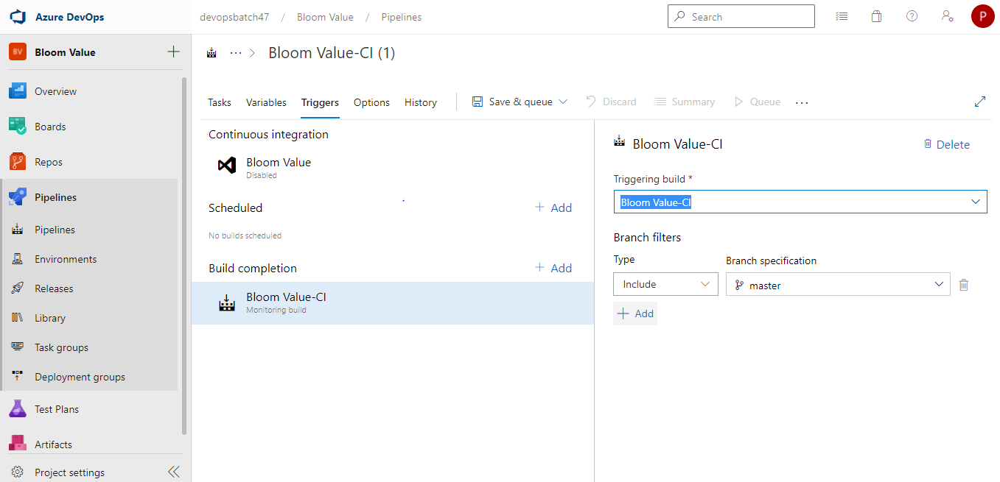 Azure DevOps
devopsbatch47 / Bloom Value / Pipelines
Search
P
BV Bloom Value
Overview
Boards
Repos
Pipelines
Pipelines
Environments
Releases
Library
Task groups
Deployment groups
Test Plans
Artifacts
Project settings
··· > Bloom Value-CI (1)
Tasks Variables Triggers Options History Save & queue Discard Summary Queue ···
Continuous integration
Bloom Value
Disabled
Scheduled + Add
No builds scheduled
Build completion + Add
Bloom Value-CI
Monitoring build
Bloom Value-CI Delete
Triggering build *
Bloom Value-CI
Branch filters
Type Branch specification
Include master
+ Add